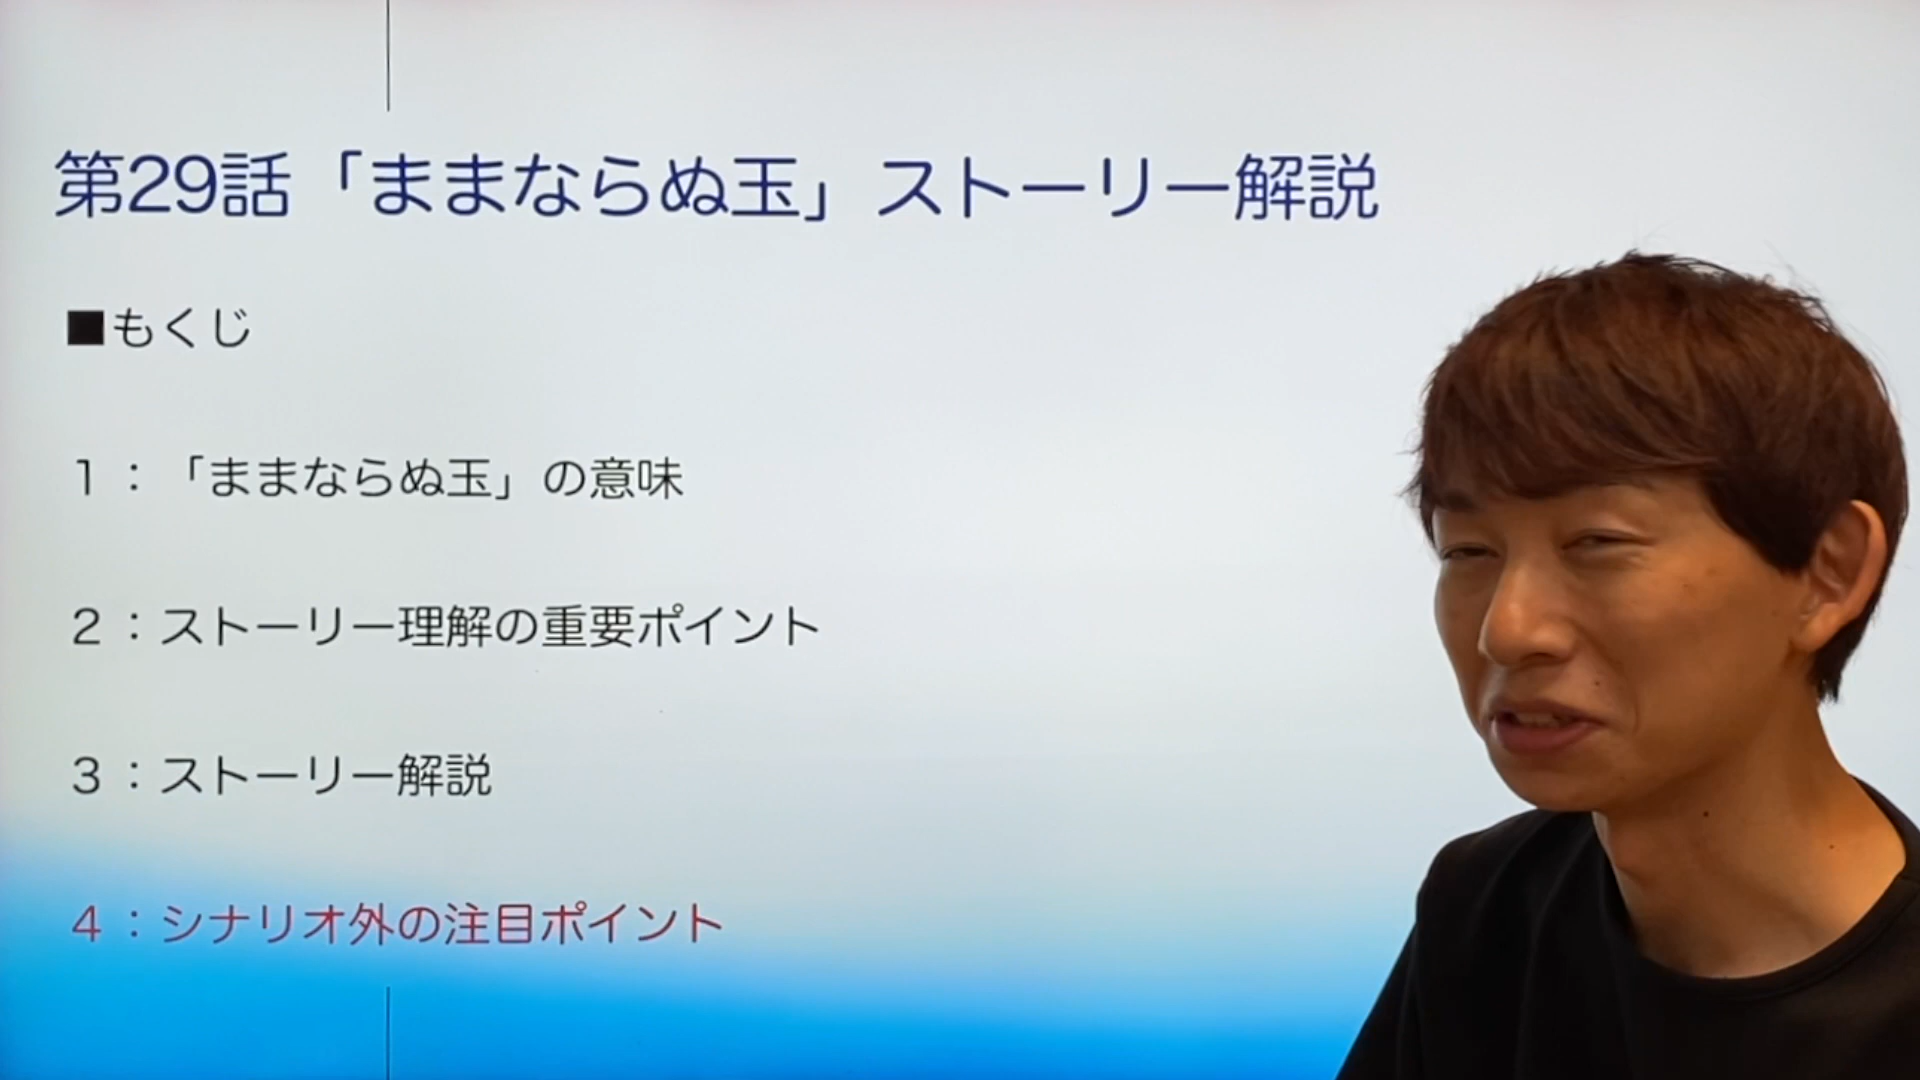 第29話「ままならぬ玉」ストーリー解説
■もくじ
１：「ままならぬ玉」の意味
２：ストーリー理解の重要ポイント
３：ストーリー解説
４：シナリオ外の注目ポイント